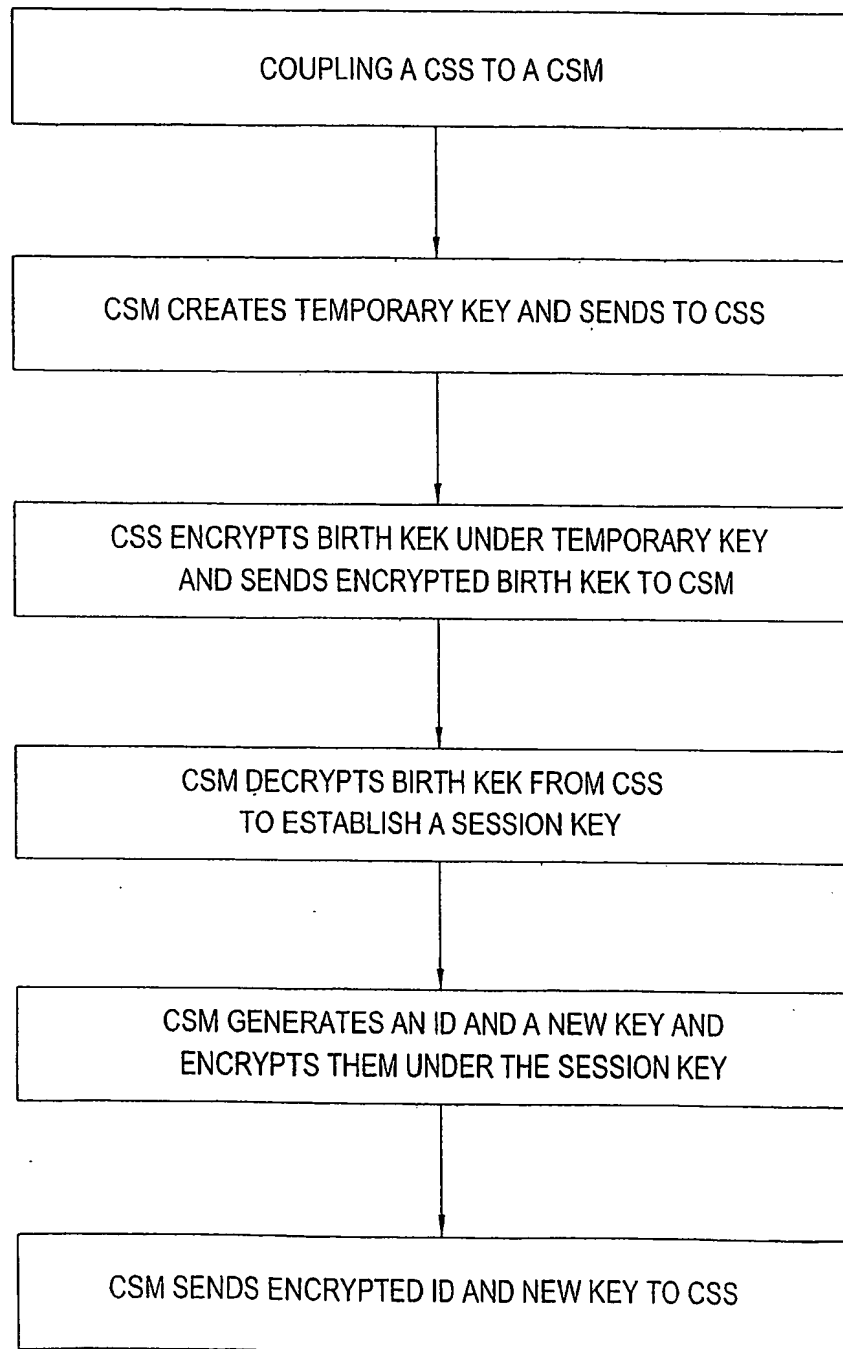 COUPLING A CSS TO A CSM
CSM CREATES TEMPORARY KEY AND SENDS TO CSS
CSS ENCRYPTS BIRTH KEK UNDER TEMPORARY KEY
AND SENDS ENCRYPTED BIRTH KEK TO CSM
CSM DECRYPTS BIRTH KEK FROM CSS
TO ESTABLISH A SESSION KEY
CSM GENERATES AN ID AND A NEW KEY AND
ENCRYPTS THEM UNDER THE SESSION KEY
CSM SENDS ENCRYPTED ID AND NEW KEY TO CSS